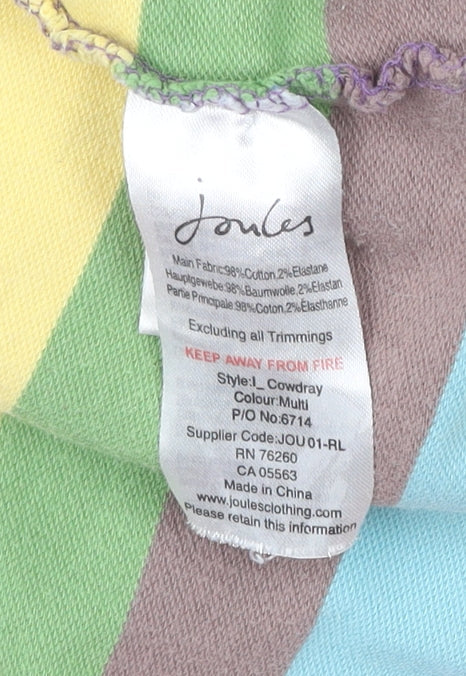 Joules
Main Fabric:98%Cotton,2%Elastane
Hauptgewebe:98%Baumwolle,2%Elastan
Partie Principale:98%Coton,2%Élasthanne
Excluding all Trimmings
KEEP AWAY FROM FIRE
Style:I_ Cowdray
Colour:Multi
P/O No:6714
Supplier Code:JOU 01-RL
RN 76260
CA 05563
Made in China
www.joulesclothing.com
Please retain this information